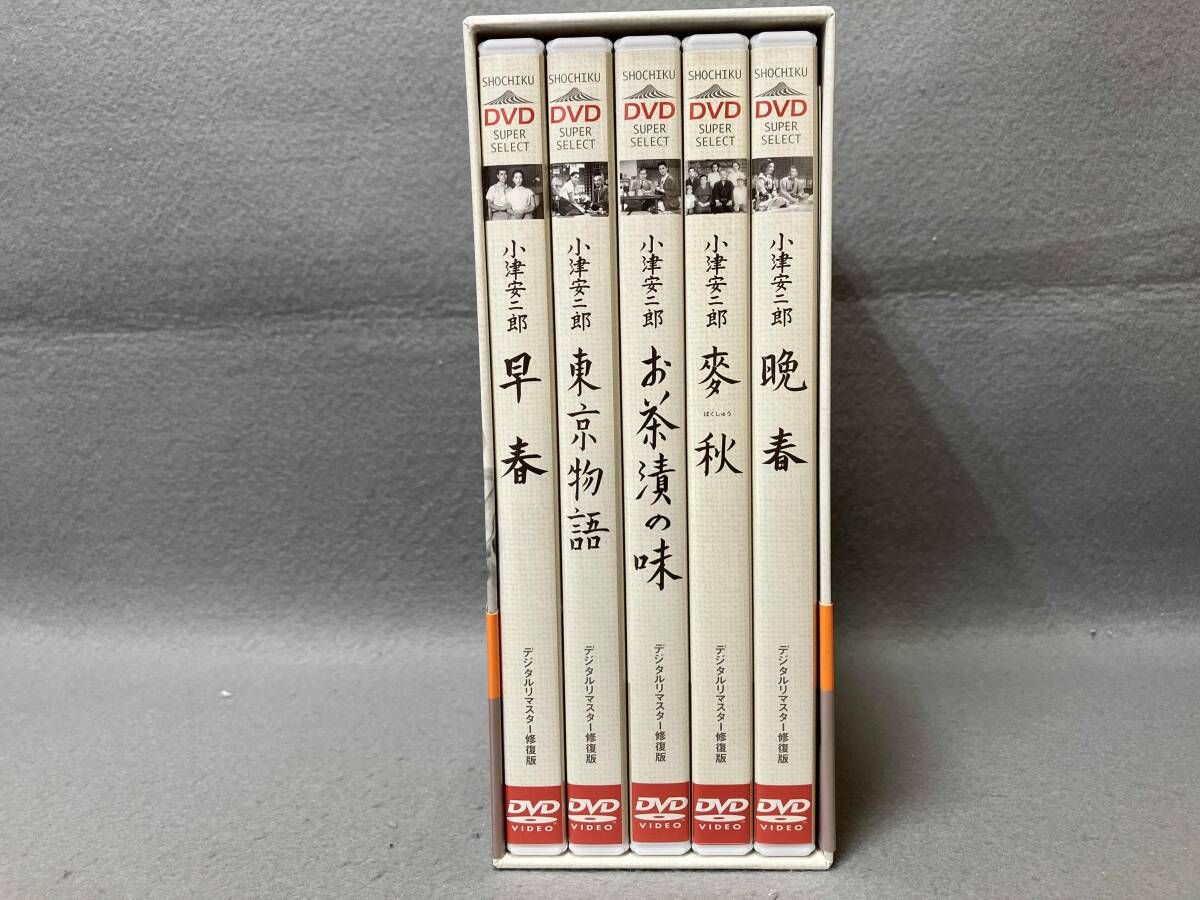 SHOCHIKU
DVD
SUPER
SELECT
小津安二郎
早春
デジタルリマスター修復版
DVD
VIDEO
SHOCHIKU
DVD
SUPER
SELECT
小津安二郎
東京物語
デジタルリマスター修復版
DVD
VIDEO
SHOCHIKU
DVD
SUPER
SELECT
小津安二郎
お茶漬の味
デジタルリマスター修復版
DVD
VIDEO
SHOCHIKU
DVD
SUPER
SELECT
小津安二郎
麥秋
ばくしゅう
デジタルリマスター修復版
DVD
VIDEO
SHOCHIKU
DVD
SUPER
SELECT
小津安二郎
晩春
デジタルリマスター修復版
DVD
VIDEO